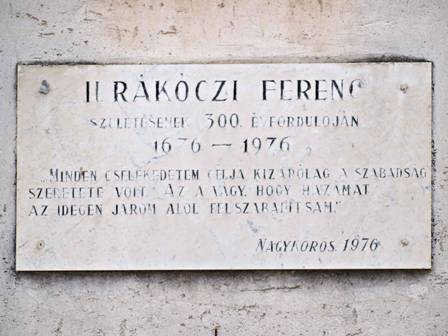 II. RÁKÓCZI FERENC
SZÜLETÉSÉNEK 300. ÉVFORDULÓJÁN
1676 — 1976
„MINDEN CSELEKEDETEM CÉLJA KIZÁRÓLAG A SZABADSÁG
SZERETETE VOLT. AZ A VÁGY, HOGY HAZÁMAT
AZ IDEGEN JÁROM ALÓL FELSZABADÍTSAM."
NAGYKŐRÖS. 1976